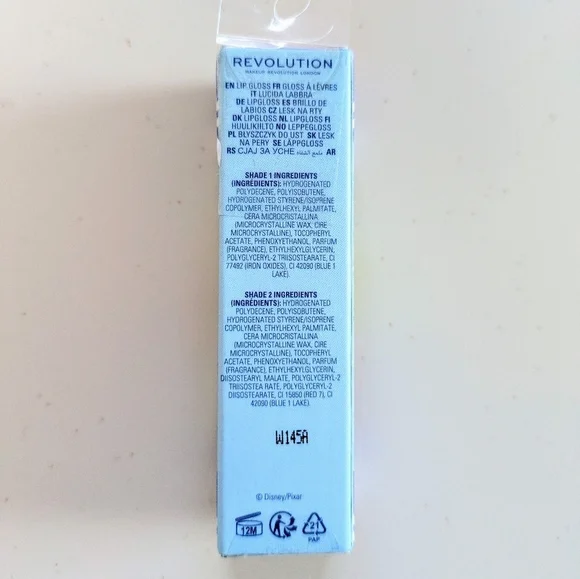 REVOLUTION
MAKEUP REVOLUTION LONDON
EN LIP GLOSS FR GLOSS À LÈVRES
IT LUCIDA LABBRA
DE LIPGLOSS ES BRILLO DE
LABIOS CZ LESK NA RTY
DK LIPGLOSS NL LIPGLOSS FI
HUULIKIILTO NO LEPPEGLOSS
PL BŁYSZCZYK DO UST SK LESK
NA PERY SE LÄPPGLOSS
RS СЈАЈ ЗА УСНЕ ملمع الشفاه AR
SHADE 1 INGREDIENTS
(INGRÉDIENTS): HYDROGENATED
POLYDECENE, POLYISOBUTENE,
HYDROGENATED STYRENE/ISOPRENE
COPOLYMER, ETHYLHEXYL PALMITATE,
CERA MICROCRISTALLINA
(MICROCRYSTALLINE WAX, CIRE
MICROCRYSTALLINE), TOCOPHERYL
ACETATE, PHENOXYETHANOL, PARFUM
(FRAGRANCE), ETHYLHEXYLGLYCERIN,
POLYGLYCERYL-2 TRIISOSTEARATE, CI
77492 (IRON OXIDES), CI 42090 (BLUE 1
LAKE).
SHADE 2 INGREDIENTS
(INGRÉDIENTS): HYDROGENATED
POLYDECENE, POLYISOBUTENE,
HYDROGENATED STYRENE/ISOPRENE
COPOLYMER, ETHYLHEXYL PALMITATE,
CERA MICROCRISTALLINA
(MICROCRYSTALLINE WAX, CIRE
MICROCRYSTALLINE), TOCOPHERYL
ACETATE, PHENOXYETHANOL, PARFUM
(FRAGRANCE), ETHYLHEXYLGLYCERIN,
DIISOSTEARYL MALATE, POLYGLYCERYL-2
TRIISOSTEA RATE, POLYGLYCERYL-2
DIISOSTEARATE, CI 15850 (RED 7), CI
42090 (BLUE 1 LAKE).
W145A
© Disney/Pixar
12M
21
PAP